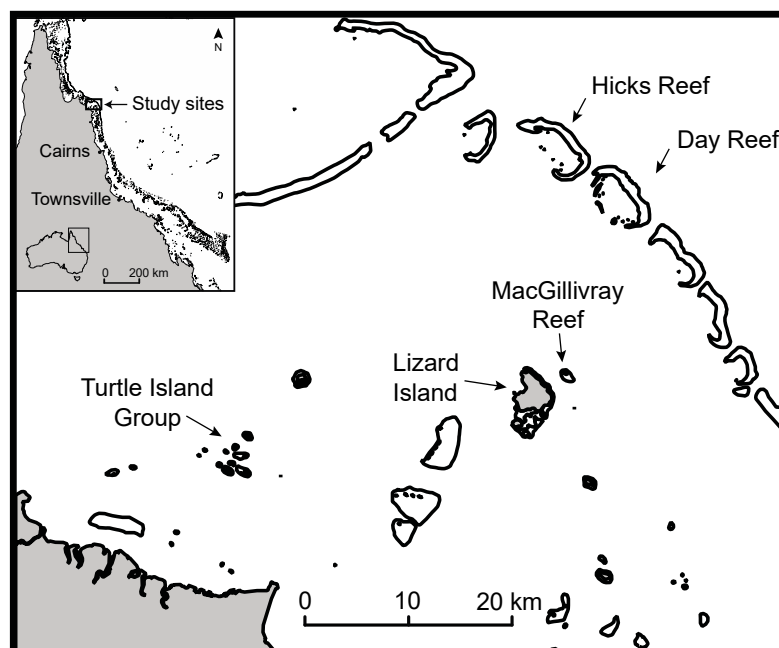 N
Study sites
Cairns
Townsville
0 200 km
Hicks Reef
Day Reef
MacGillivray
Reef
Lizard
Island
Turtle Island
Group
0 10 20 km